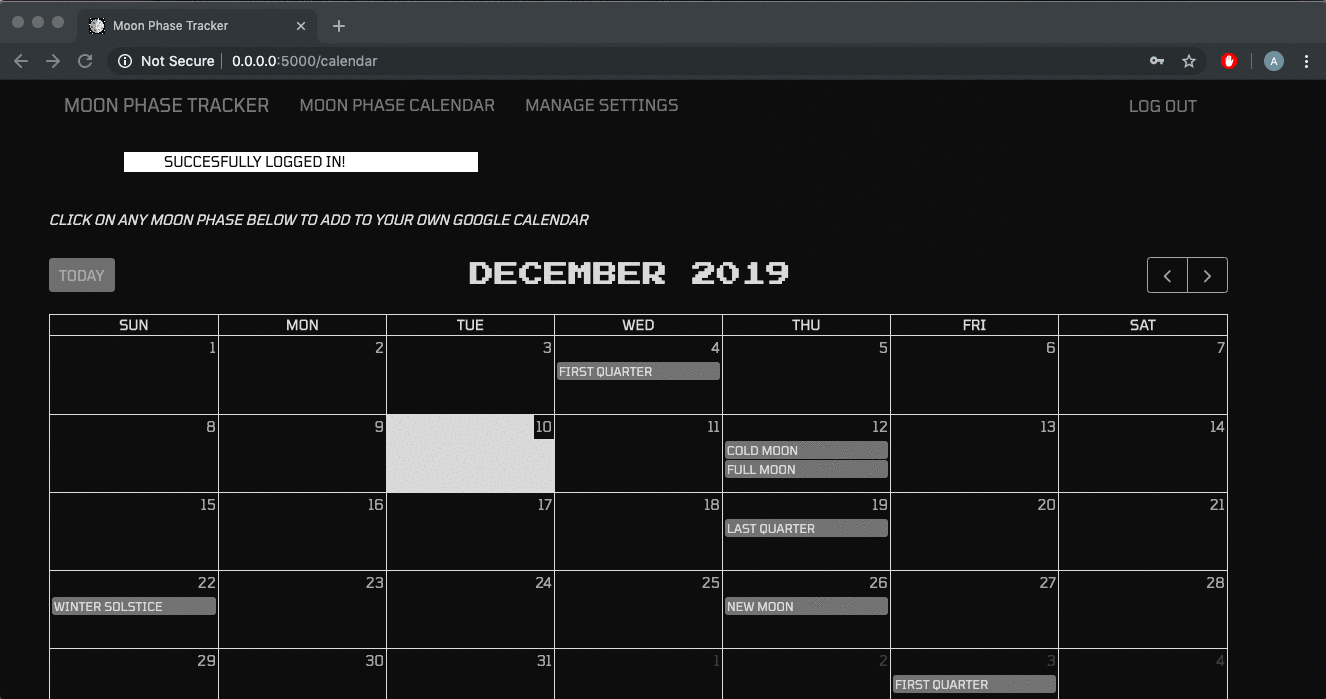 Moon Phase Tracker
Not Secure 0.0.0.0:5000/calendar A
MOON PHASE TRACKER MOON PHASE CALENDAR MANAGE SETTINGS LOG OUT
SUCCESFULLY LOGGED IN!
CLICK ON ANY MOON PHASE BELOW TO ADD TO YOUR OWN GOOGLE CALENDAR
TODAY DECEMBER 2019
SUN MON TUE WED THU FRI SAT
1 2 3 4 5 6 7
FIRST QUARTER
8 9 10 11 12 13 14
COLD MOON
FULL MOON
15 16 17 18 19 20 21
LAST QUARTER
22 23 24 25 26 27 28
WINTER SOLSTICE NEW MOON
29 30 31 1 2 3 4
FIRST QUARTER